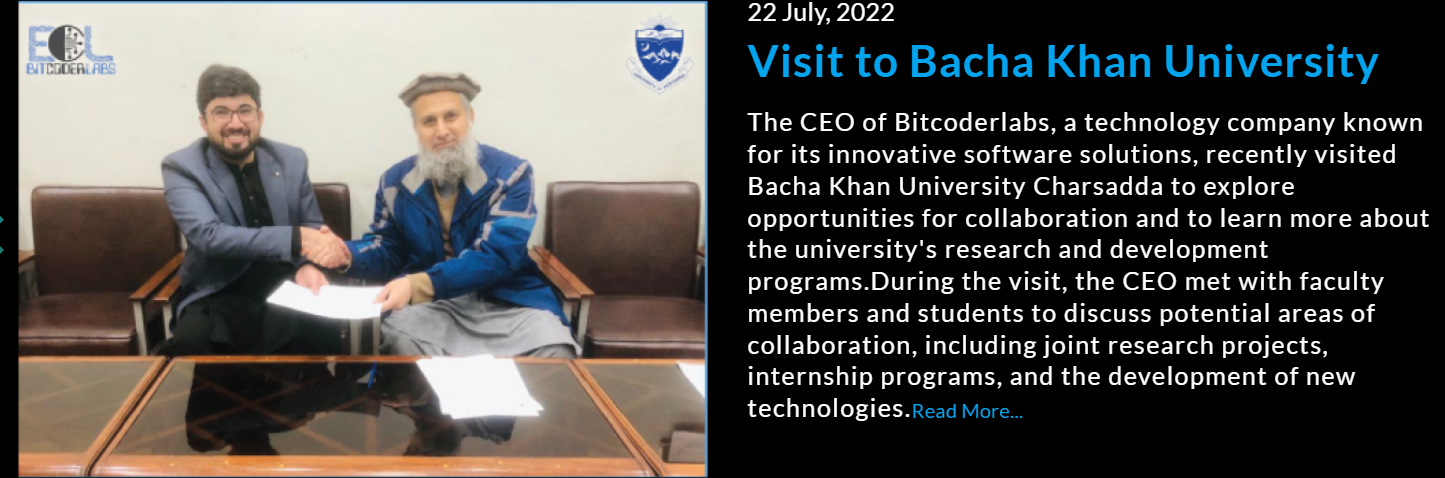 BITCODERLABS
22 July, 2022
Visit to Bacha Khan University
The CEO of Bitcoderlabs, a technology company known
for its innovative software solutions, recently visited
Bacha Khan University Charsadda to explore
opportunities for collaboration and to learn more about
the university's research and development
programs.During the visit, the CEO met with faculty
members and students to discuss potential areas of
collaboration, including joint research projects,
internship programs, and the development of new
technologies.Read More...